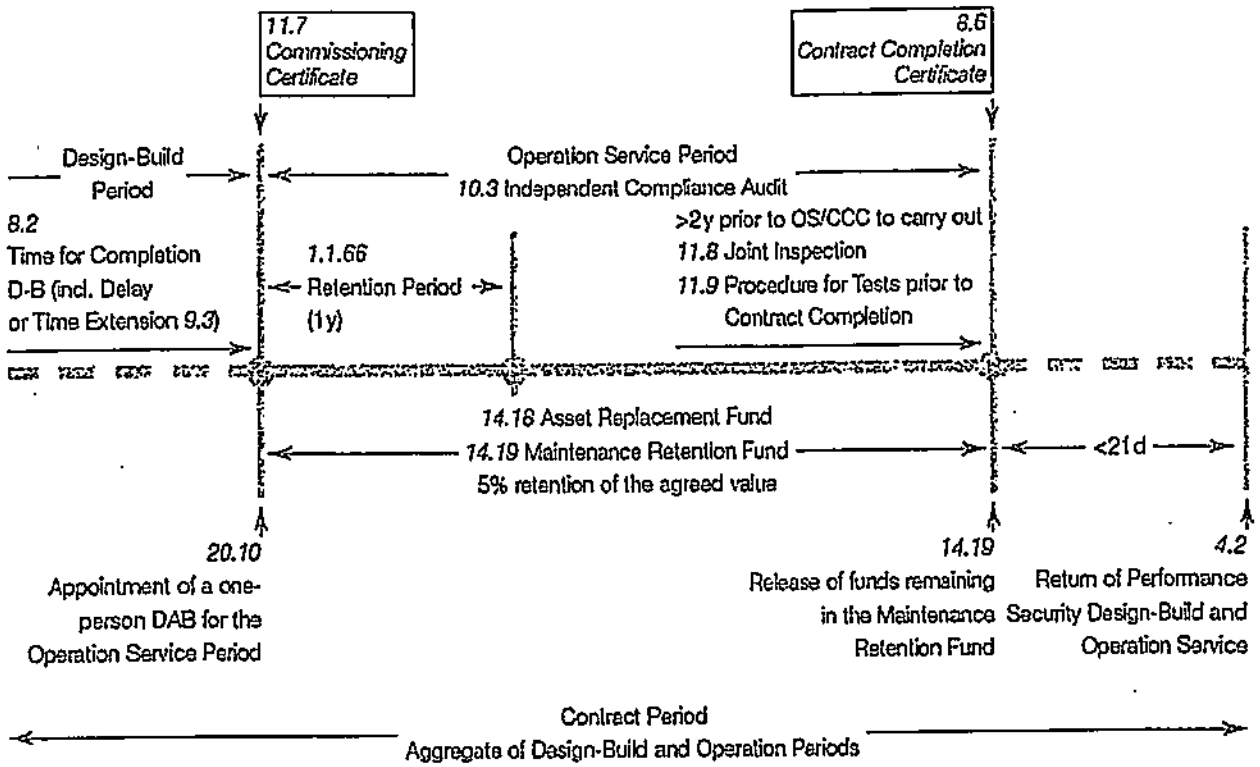 11.7
Commissioning
Certificate
8.6
Contract Completion
Certificate
Design-Build
Period
Operation Service Period
10.3 Independent Compliance Audit
8.2
Time for Completion
D-B (incl. Delay
or Time Extension 9.3)
1.1.66
Retention Period
(1y)
>2y prior to OS/CCC to carry out
11.8 Joint Inspection
11.9 Procedure for Tests prior to
Contract Completion
14.18 Asset Replacement Fund
14.19 Maintenance Retention Fund
5% retention of the agreed value
<21d
20.10
Appointment of a one-
person DAB for the
Operation Service Period
14.19
Release of funds remaining
in the Maintenance
Retention Fund
4.2
Return of Performance
Security Design-Build and
Operation Service
Contract Period
Aggregate of Design-Build and Operation Periods